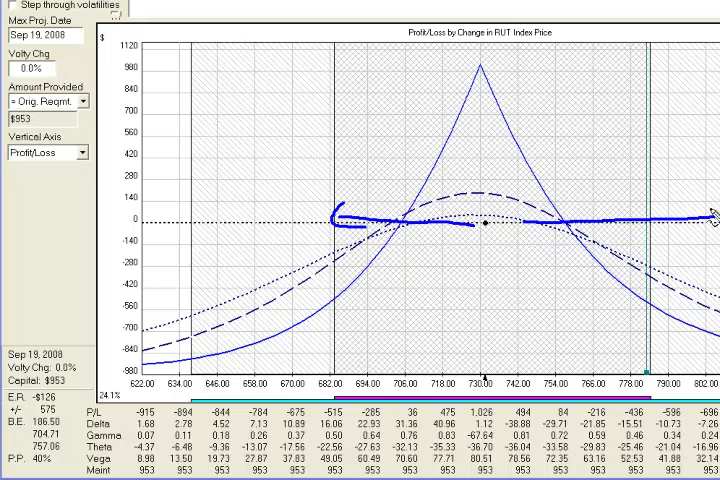 Step through volatilities
Max Proj. Date
Sep 19, 2008
Volty Chg
0.0%
Amount Provided
= Orig. Reqmt.
$953
Vertical Axis
Profit/Loss
Profit/Loss by Change in RUT Index Price
$
1120
980
840
700
560
420
280
140
0
-140
-280
-420
-560
-700
-840
-980
622.00 634.00 646.00 658.00 670.00 682.00 694.00 706.00 718.00 730.00 742.00 754.00 766.00 778.00 790.00 802.00
24.1%
Sep 19, 2008
Volty Chg: 0.0%
Capital: $953
E.R. -$126
+/- 575
B.E. 186.50
704.71
757.06
P.P. 40%
P/L -915 -894 -844 -784 -675 -515 -285 36 475 1,026 494 84 -216 -436 -596 -696
Delta 1.68 2.78 4.52 7.13 10.89 16.06 22.93 31.36 40.96 1.12 -38.88 -29.71 -21.85 -15.51 -10.73 -7.26
Gamma 0.07 0.11 0.18 0.26 0.37 0.50 0.64 0.76 0.83 -67.64 0.81 0.72 0.59 0.46 0.34 0.24
Theta -4.37 -6.48 -9.36 -13.07 -17.56 -22.56 -27.63 -32.13 -35.33 -36.70 -36.04 -33.58 -29.83 -25.46 -21.04 -16.96
Vega 8.98 13.50 19.73 27.87 37.83 49.05 60.49 70.60 77.71 80.51 78.56 72.35 63.16 52.53 41.88 32.14
Maint 953 953 953 953 953 953 953 953 953 953 953 953 953 953 953 953